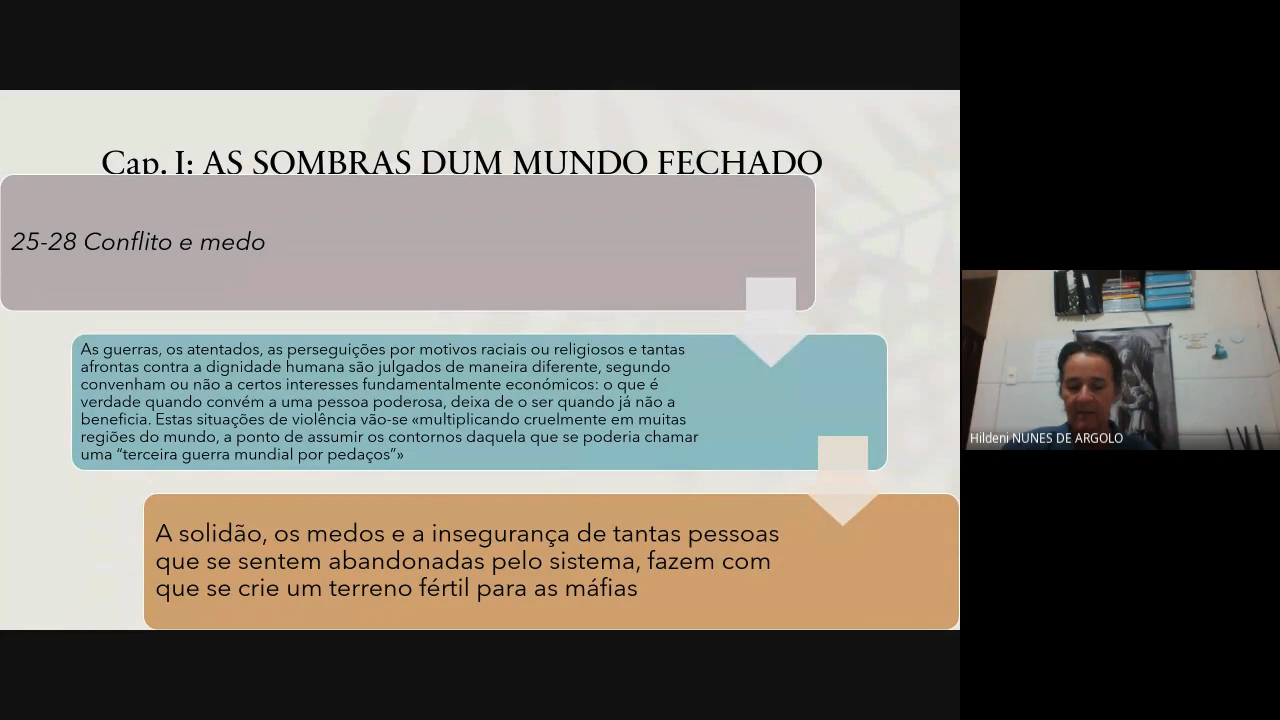 Cap. I: AS SOMBRAS DUM MUNDO FECHADO
25-28 Conflito e medo
As guerras, os atentados, as perseguições por motivos raciais ou religiosos e tantas
afrontas contra a dignidade humana são julgados de maneira diferente, segundo
convenham ou não a certos interesses fundamentalmente económicos: o que é
verdade quando convém a uma pessoa poderosa, deixa de o ser quando já não a
beneficia. Estas situações de violência vão-se «multiplicando cruelmente em muitas
regiões do mundo, a ponto de assumir os contornos daquela que se poderia chamar
uma “terceira guerra mundial por pedaços”»
A solidão, os medos e a insegurança de tantas pessoas
que se sentem abandonadas pelo sistema, fazem com
que se crie um terreno fértil para as máfias
Hildeni NUNES DE ARGOLO